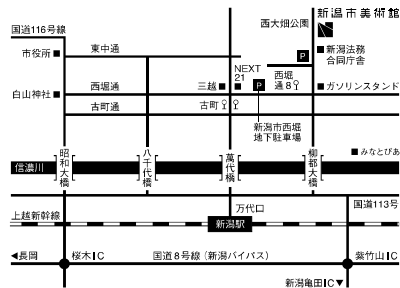 国道116号線
西大畑公園
新潟市美術館
市役所
東中通
P
新潟法務
合同庁舎
NEXT
21
西堀
通8
白山神社
西堀通
三越
P
ガソリンスタンド
古町通
古町
新潟市西堀
地下駐車場
みなとぴあ
信濃川
昭和大橋
八千代橋
萬代橋
柳都大橋
万代口
国道113号
上越新幹線
新潟駅
◀長岡
桜木IC
国道8号線(新潟バイパス)
紫竹山IC
新潟亀田IC▼